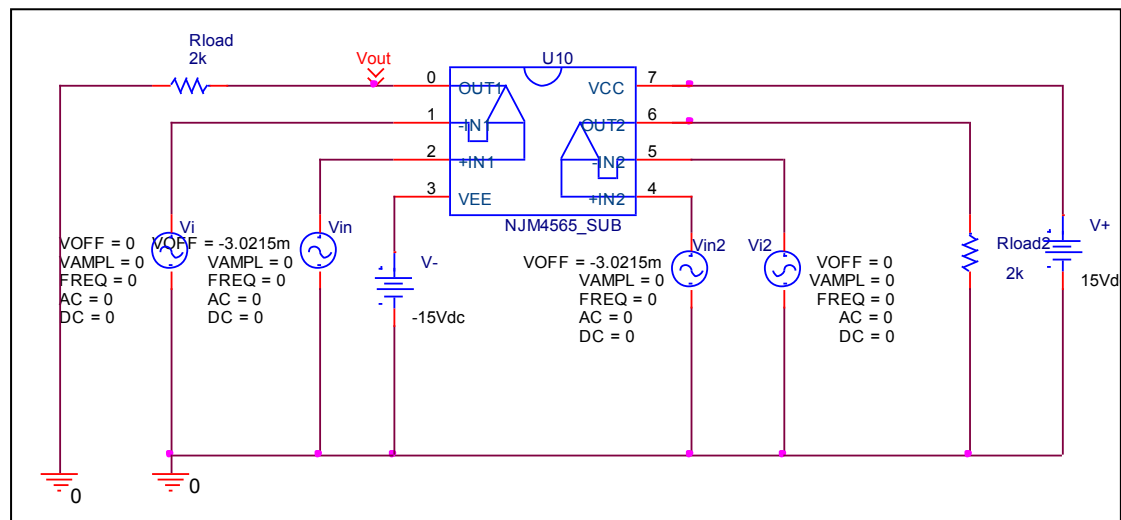 Rload
2k
Vout
U10
0
OUT1
1
-IN1
2
+IN1
3
VEE
7
VCC
6
OUT2
5
-IN2
4
+IN2
NJM4565_SUB
Vi
VOFF = 0
VAMPL = 0
FREQ = 0
AC = 0
DC = 0
Vin
VOFF = -3.0215m
VAMPL = 0
FREQ = 0
AC = 0
DC = 0
V-
-15Vdc
Vin2
VOFF = -3.0215m
VAMPL = 0
FREQ = 0
AC = 0
DC = 0
Vi2
VOFF = 0
VAMPL = 0
FREQ = 0
AC = 0
DC = 0
Rload2
2k
V+
15Vd
0
0